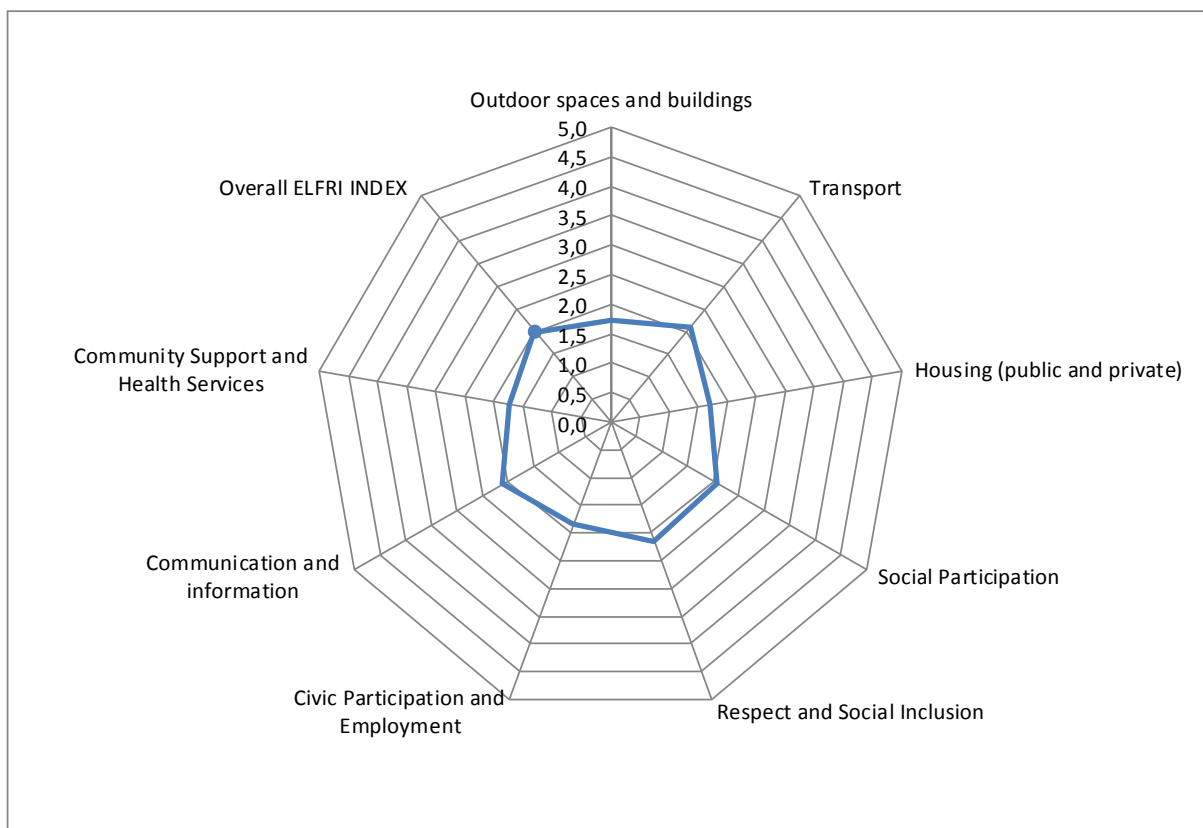 Outdoor spaces and buildings
5,0
4,5
4,0
3,5
3,0
2,5
2,0
1,5
1,0
0,5
0,0
Transport
Housing (public and private)
Social Participation
Respect and Social Inclusion
Civic Participation and
Employment
Communication and
information
Community Support and
Health Services
Overall ELFRI INDEX